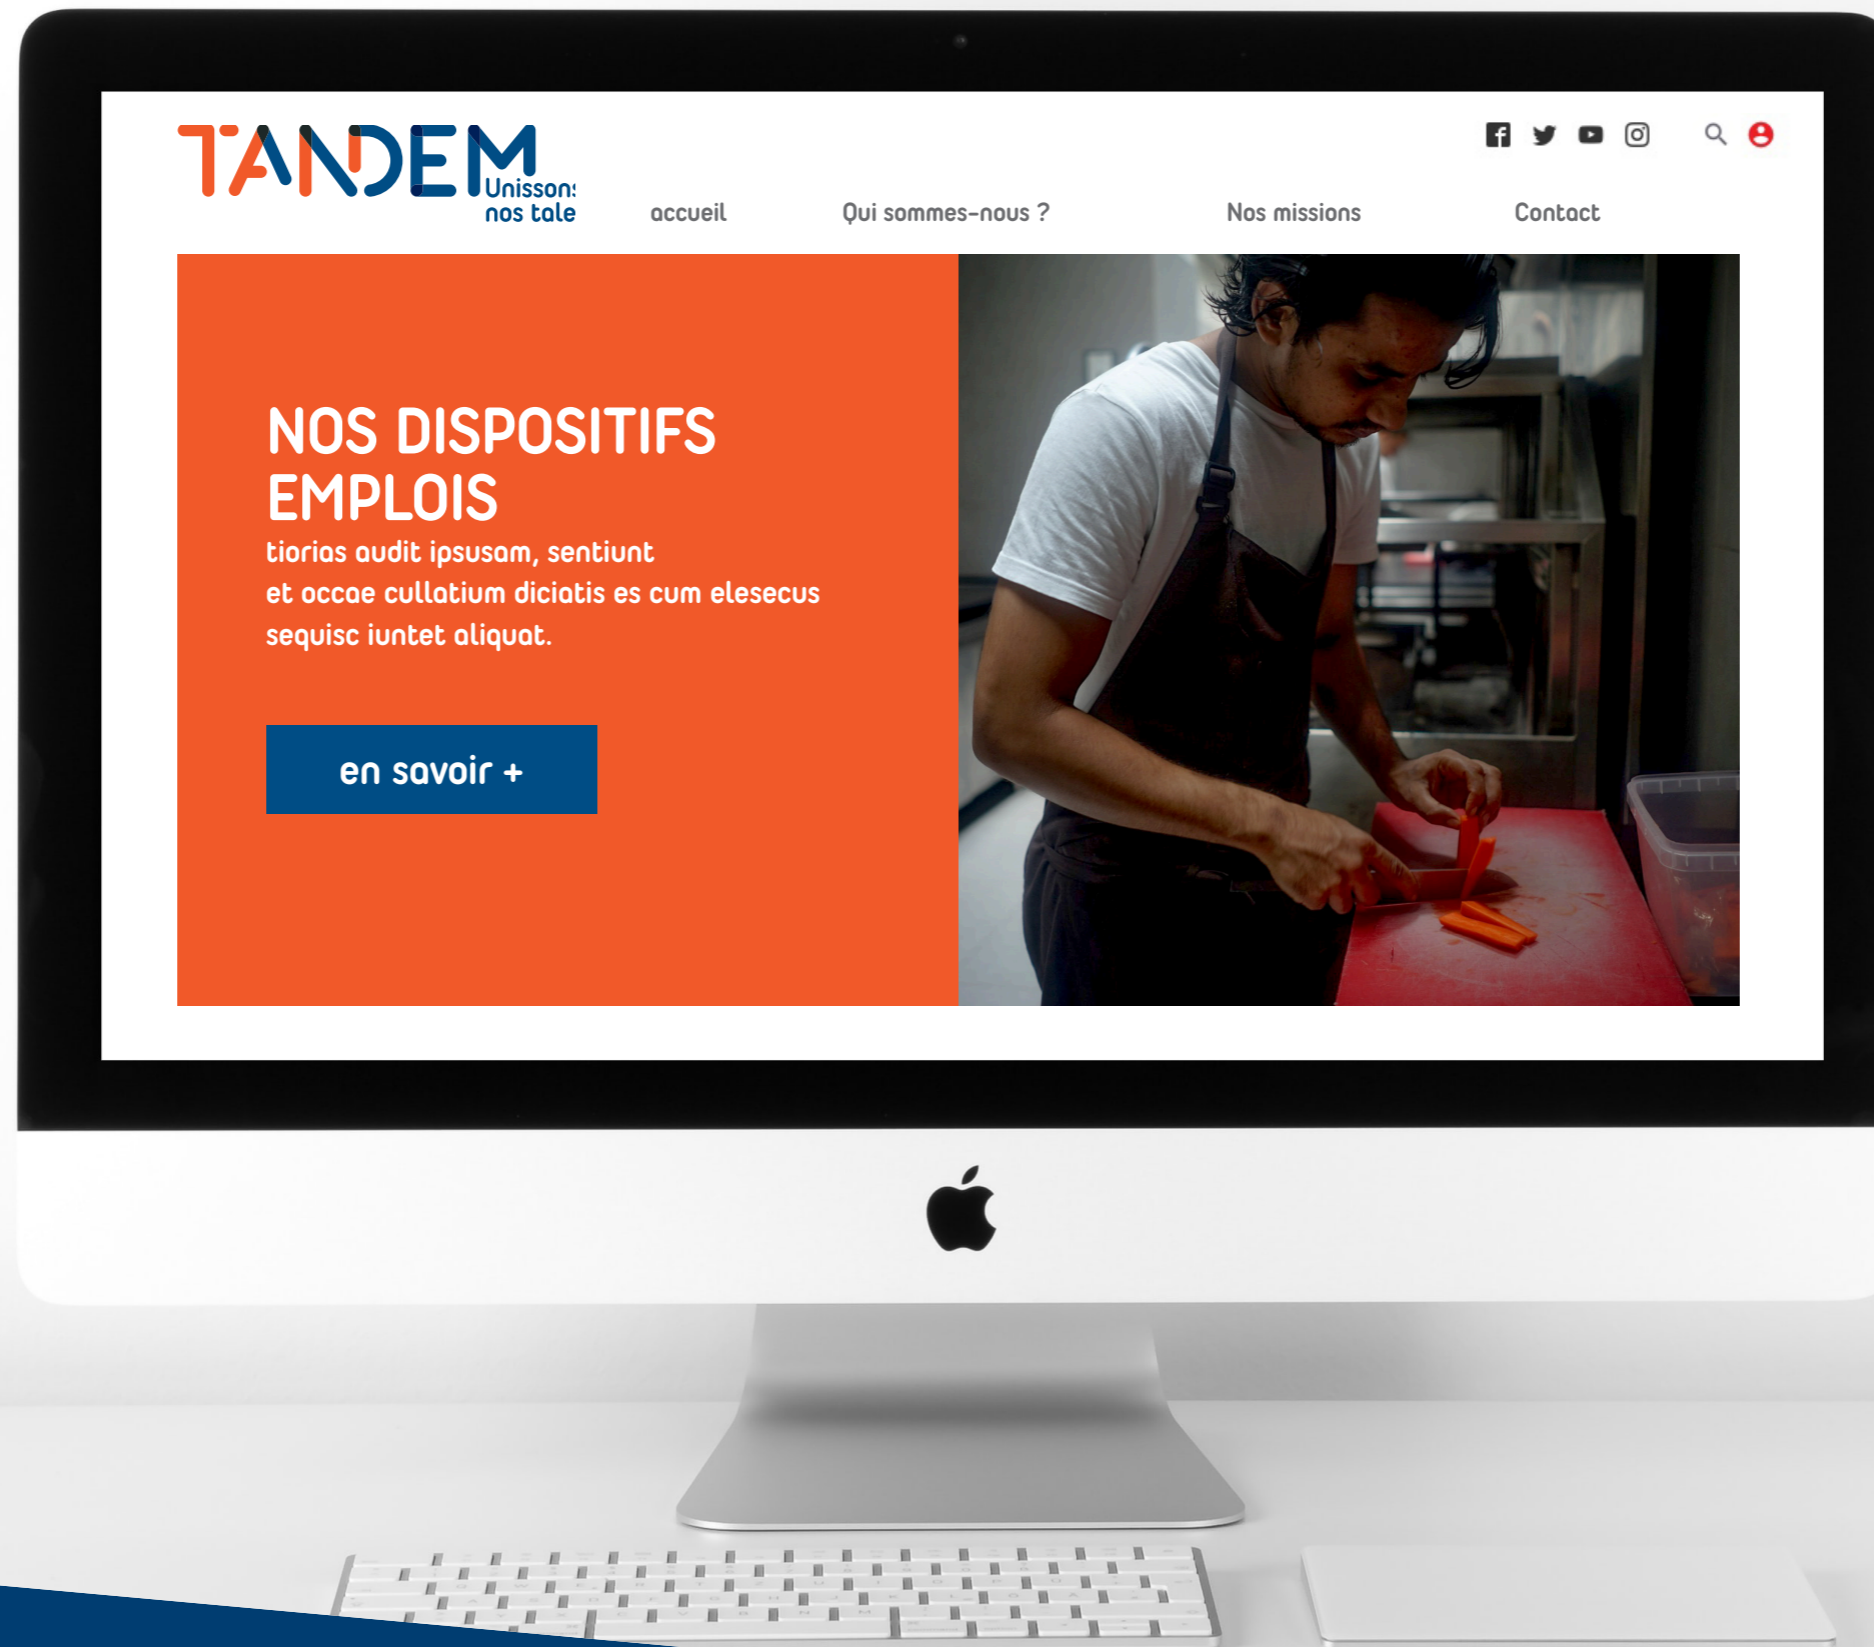 TANDEM
Unissons
nos tale
accueil
Qui sommes-nous ?
Nos missions
Contact
NOS DISPOSITIFS
EMPLOIS
tiorias audit ipsusam, sentiunt
et occae cullatium diciatis es cum elesecus
sequisc iuntet aliquat.
en savoir +